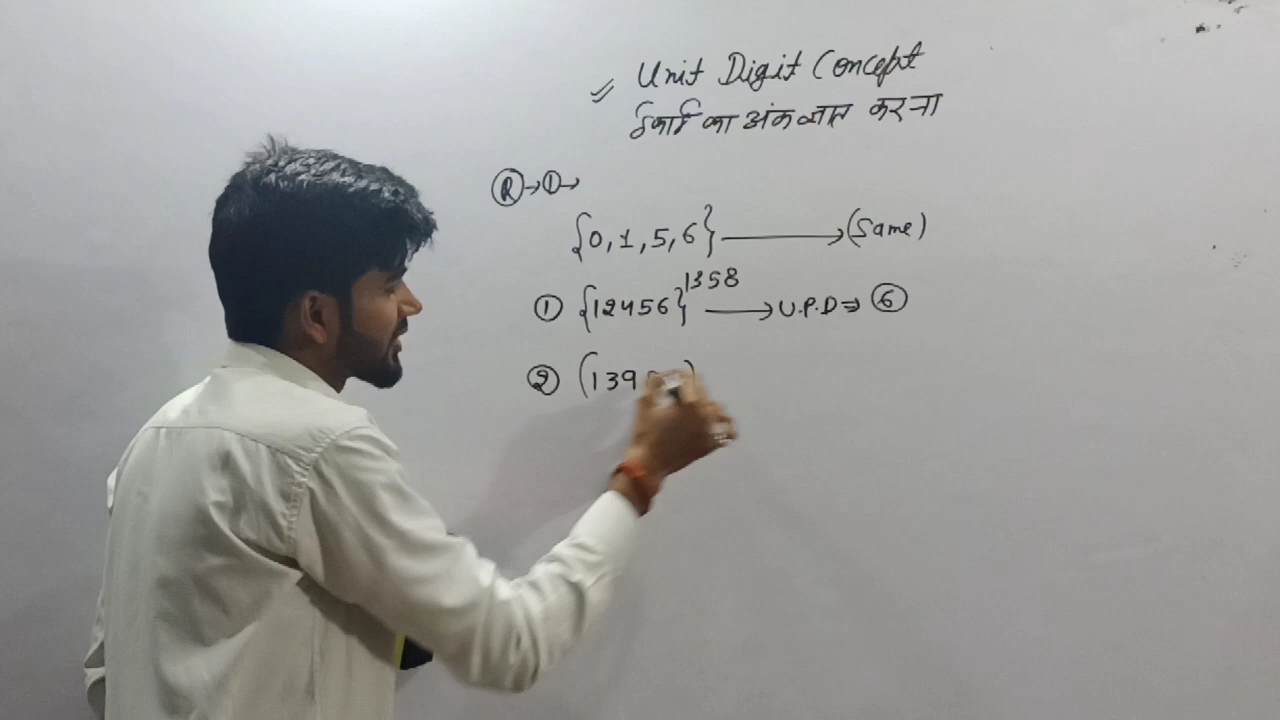 Unit Digit Concept
इकाई का अंक ज्ञात करना
R → 1 →
{0, 1, 5, 6} → (Same)
1 {12456}^1358 → U.P.D ⇒ 6
2 (139